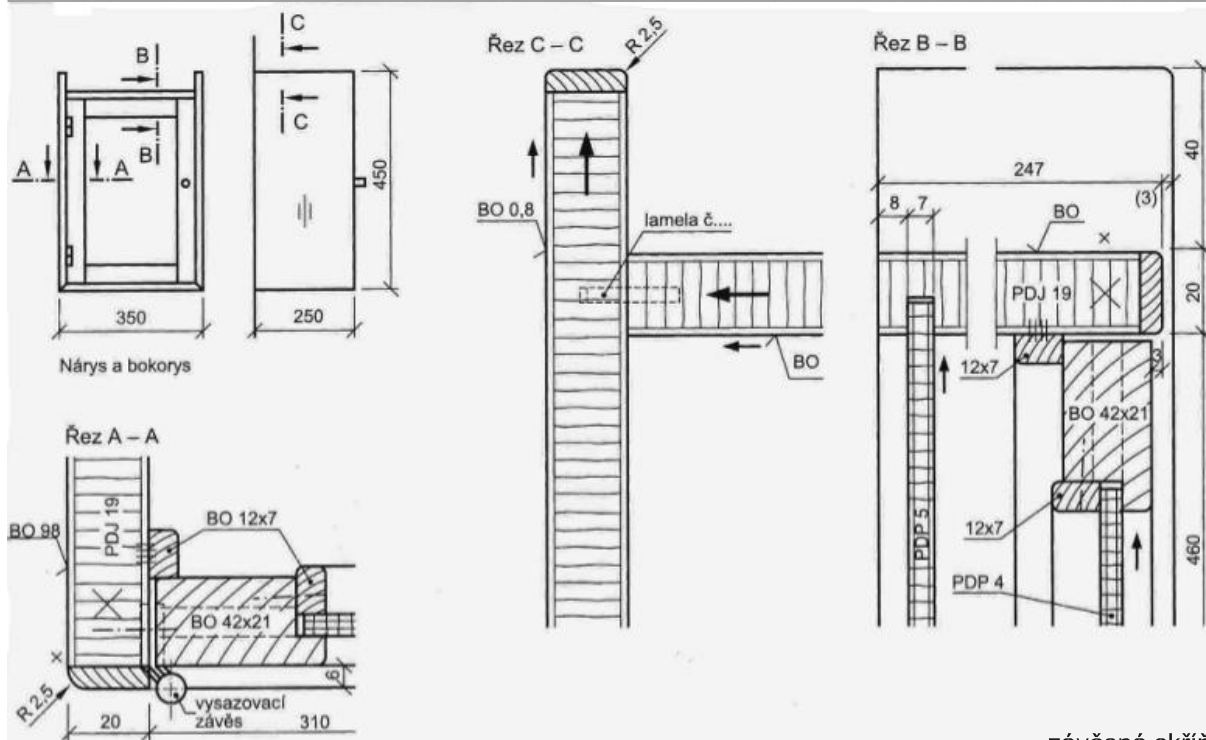 B
B
A
A
C
C
450
350
250
Nárys a bokorys
Řez C – C
R 2,5
BO 0,8
lamela č....
BO
Řez B – B
40
247
(3)
8
7
BO
PDJ 19
20
12x7
3
BO 42x21
PDP 5
12x7
PDP 4
460
Řez A – A
BO 98
PDJ 19
BO 12x7
BO 42x21
R 2,5
vysazovací
závěs
6
20
310